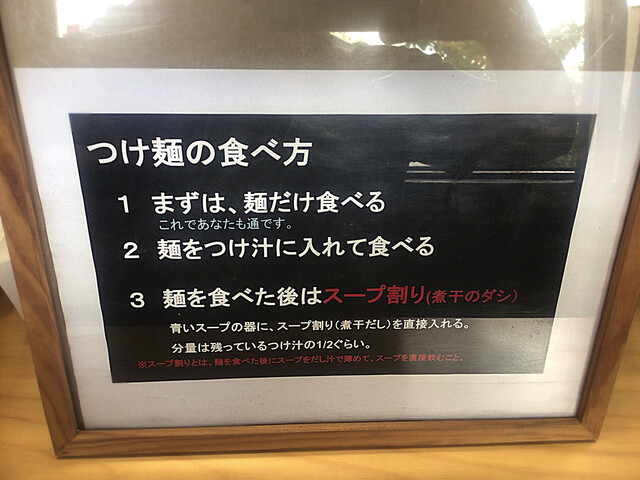 つけ麺の食べ方
1 まずは、麺だけ食べる
これであなたも通です。
2 麺をつけ汁に入れて食べる
3 麺を食べた後はスープ割り(煮干のダシ)
青いスープの器に、スープ割り(煮干だし)を直接入れる。
分量は残っているつけ汁の1/2ぐらい。
※スープ割りとは、麺を食べた後にスープをだし汁で薄めて、スープを直接飲むこと。